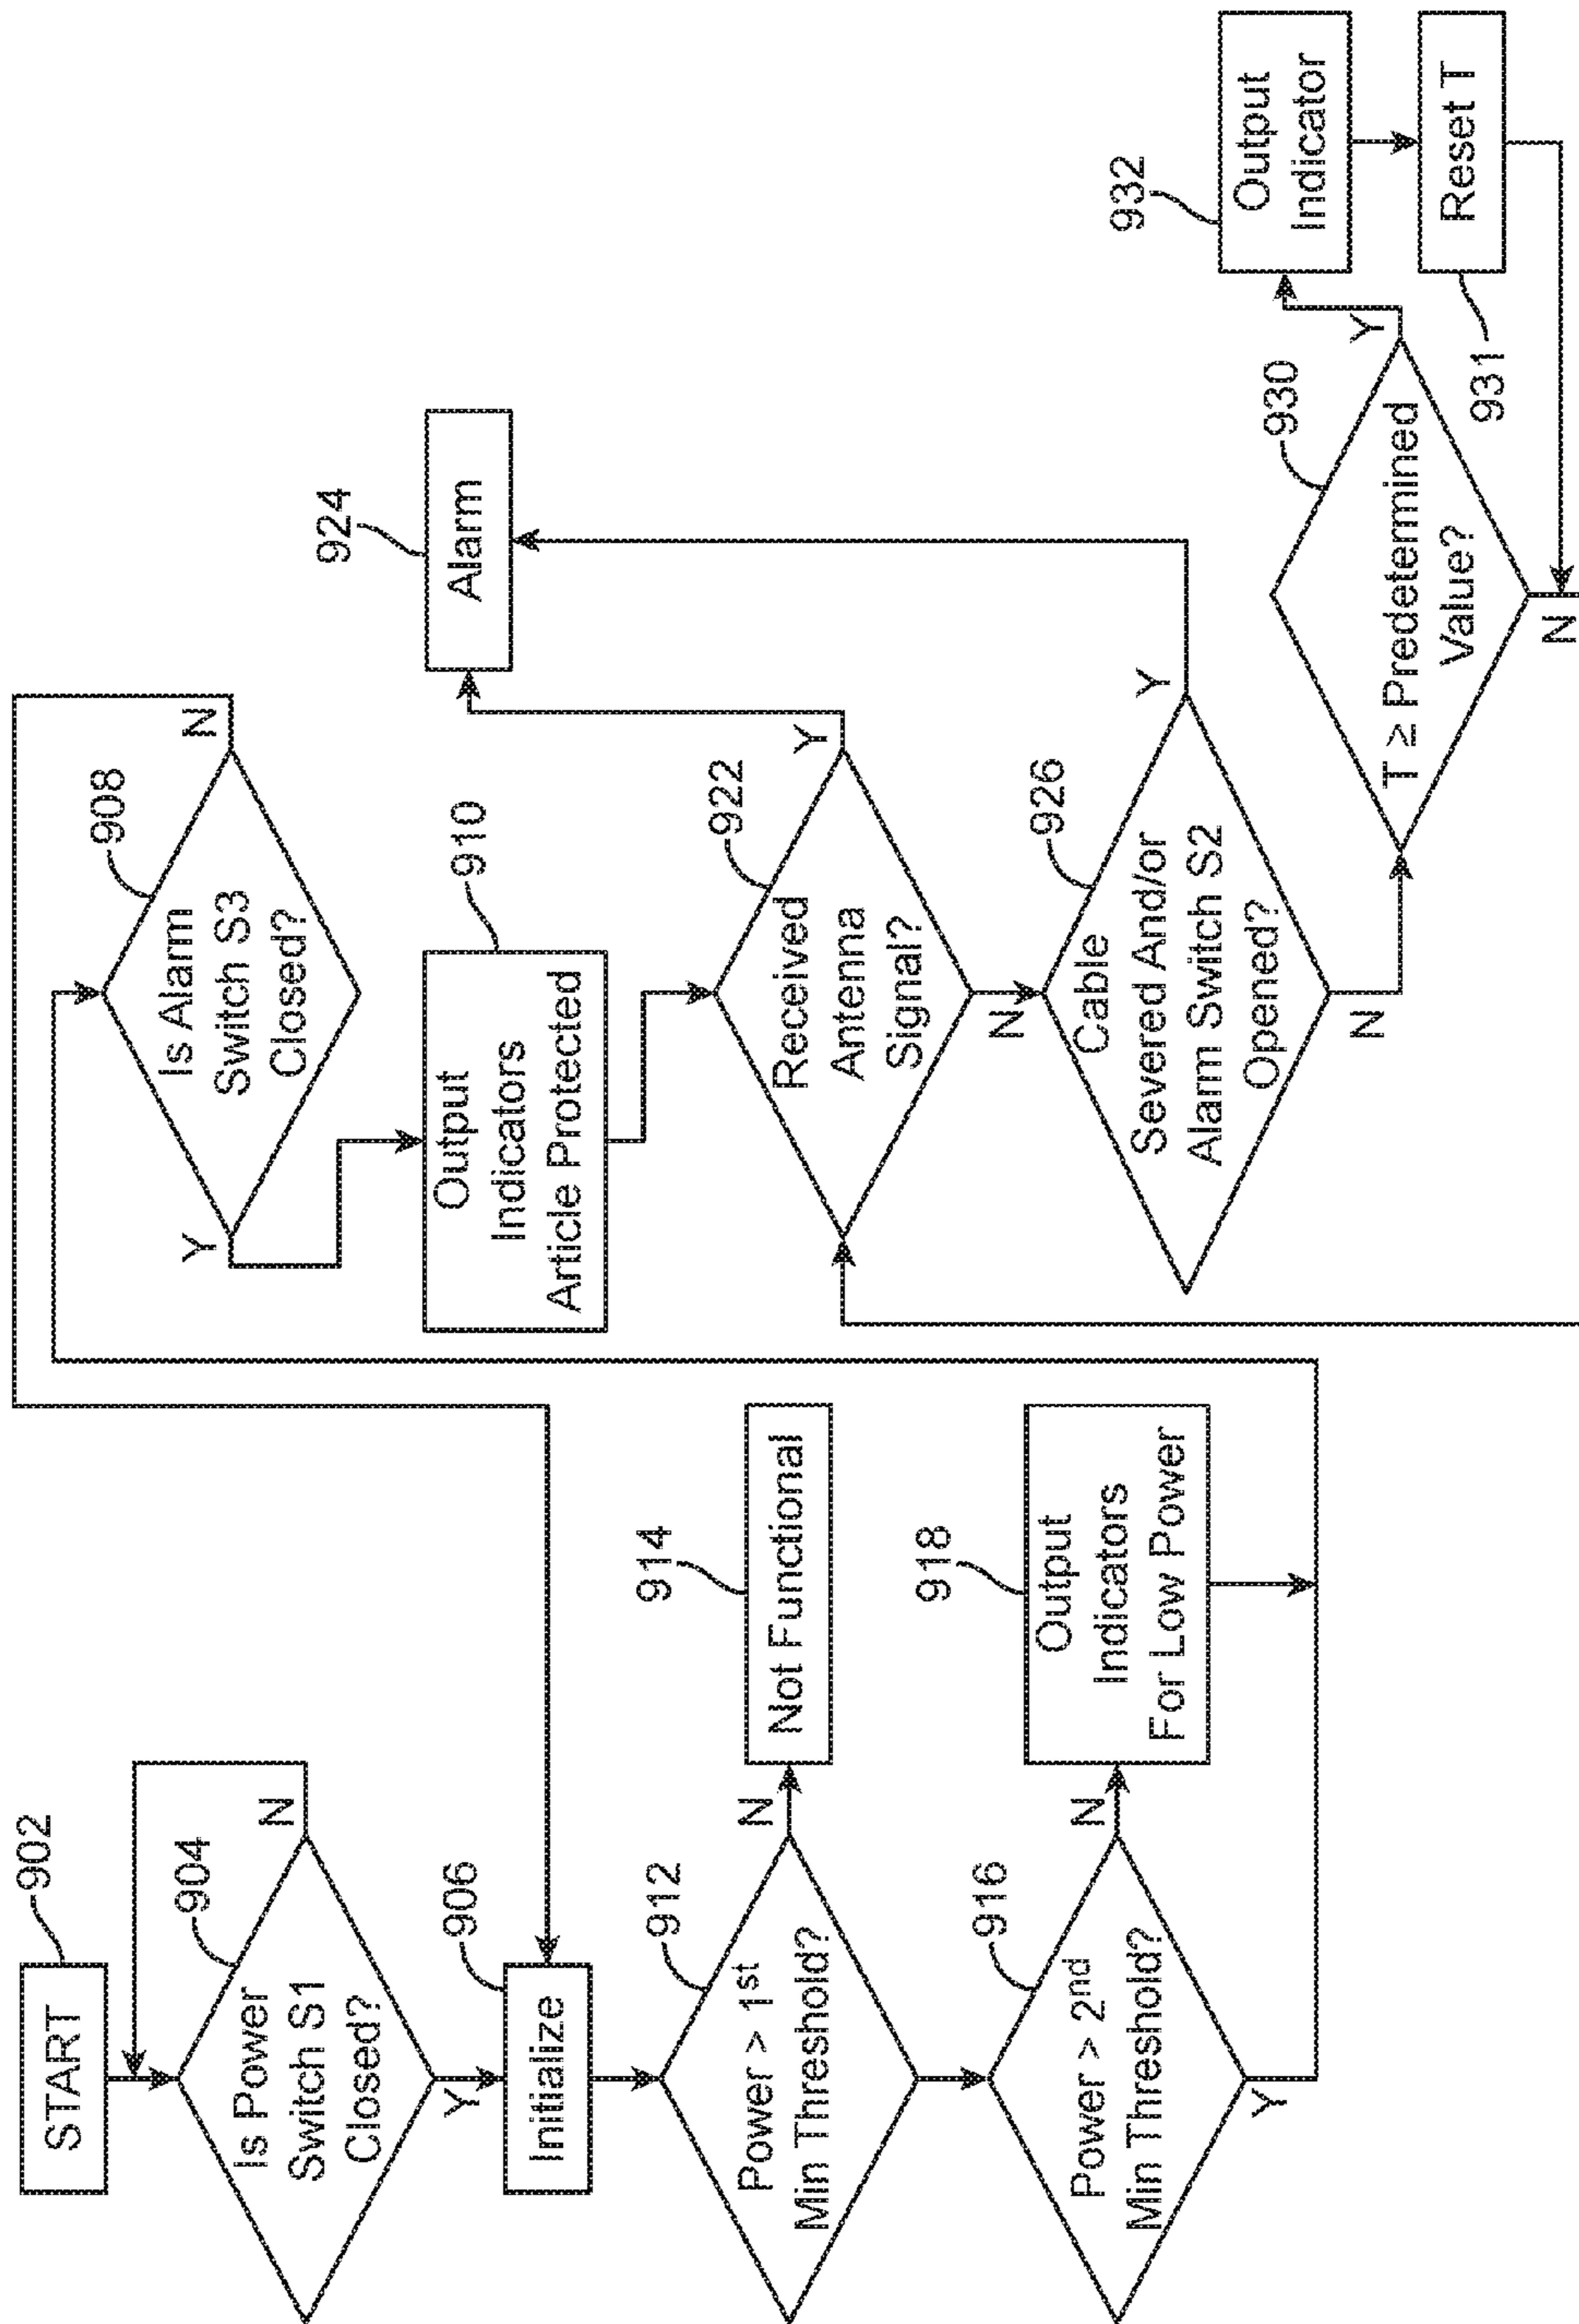 START
902
Is Power
Switch S1
Closed?
904
N
Y
Initialize
906
Power > 1st
Min Threshold?
912
N
Not Functional
914
Power > 2nd
Min Threshold?
916
N
Y
Output
Indicators
For Low Power
918
Is Alarm
Switch S3
Closed?
908
N
Y
Output
Indicators
Article Protected
910
Received
Antenna
Signal?
922
Y
N
Alarm
924
Cable
Severed And/or
Alarm Switch S2
Opened?
926
Y
N
T ≥ Predetermined
Value?
930
Y
N
Output
Indicator
932
Reset T
931